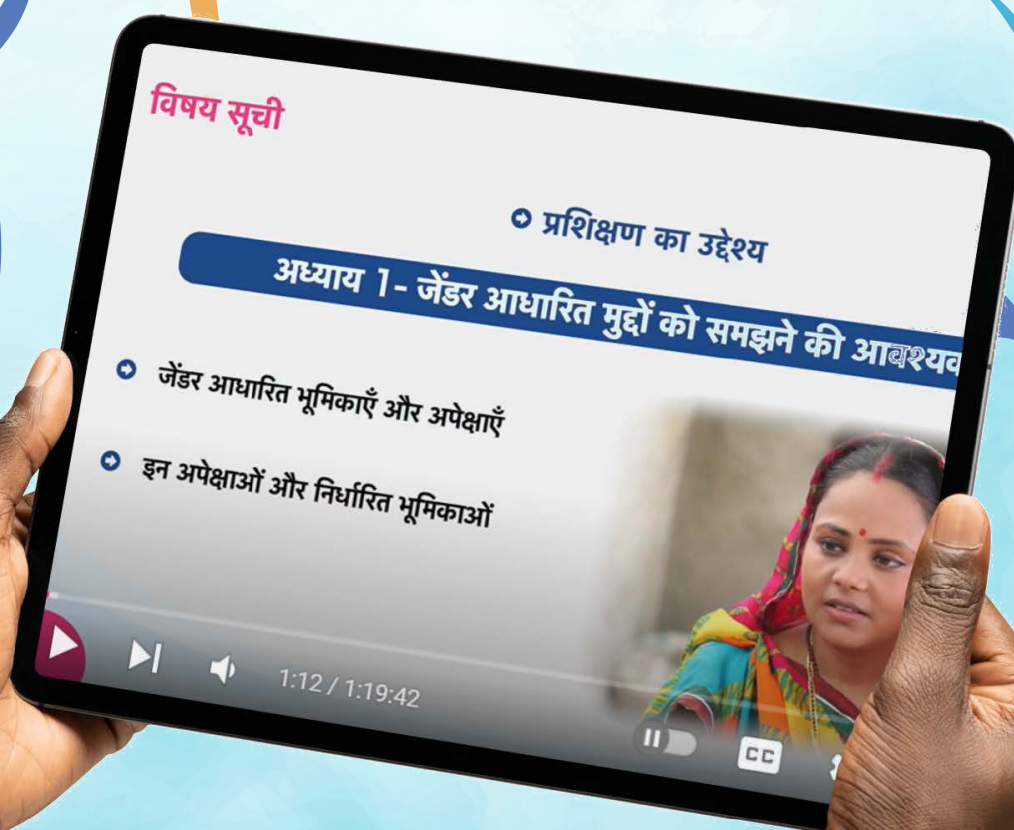 विषय सूची
प्रशिक्षण का उद्देश्य
अध्याय 1- जेंडर आधारित मुद्दों को समझने की
जेंडर आधारित भूमिकाएँ और अपेक्षाएँ
इन अपेक्षाओं और निर्धारित भूमिकाओं
1:12 / 1:19:42
CC